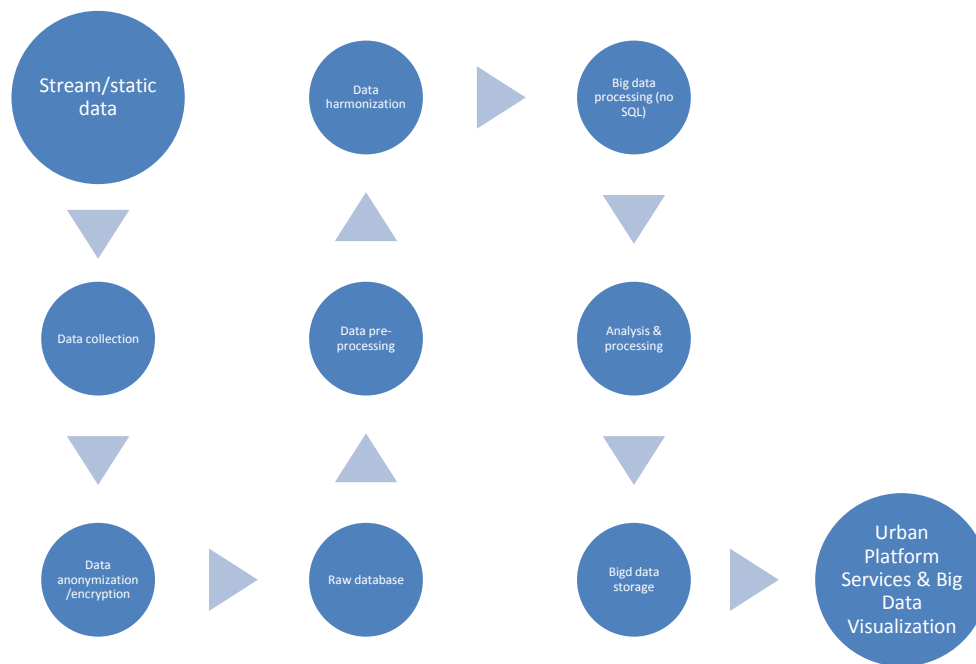 Stream/static
data
Data collection
Data
anonymization
/encryption
Raw database
Data pre-
processing
Data
harmonization
Big data
processing (no
SQL)
Analysis &
processing
Bigd data
storage
Urban
Platform
Services & Big
Data
Visualization